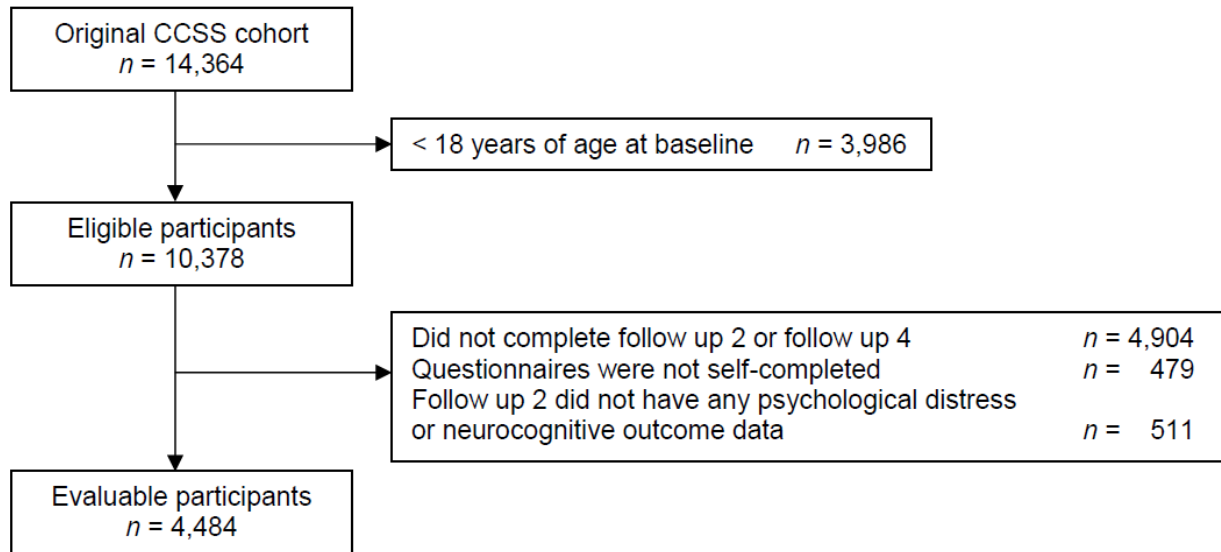 Original CCSS cohort
n = 14,364
< 18 years of age at baseline n = 3,986
Eligible participants
n = 10,378
Did not complete follow up 2 or follow up 4 n = 4,904
Questionnaires were not self-completed n = 479
Follow up 2 did not have any psychological distress
or neurocognitive outcome data n = 511
Evaluable participants
n = 4,484